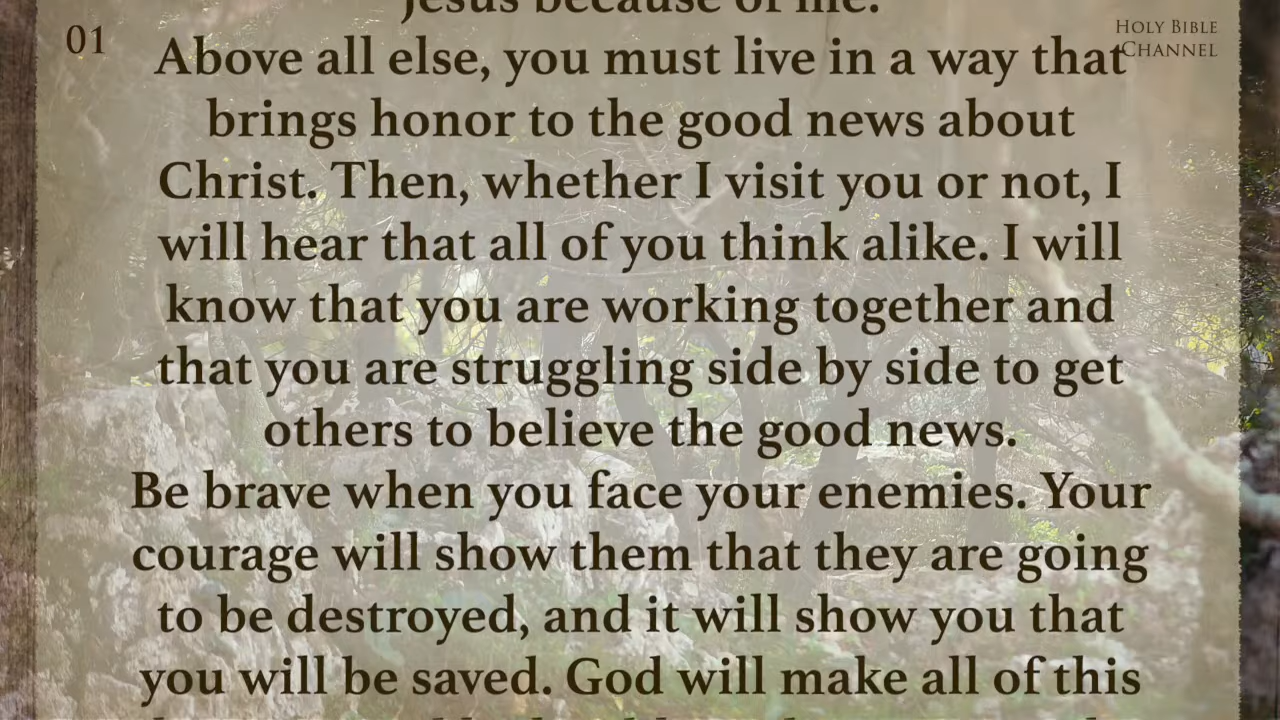 Jesus because of me.
01
HOLY BIBLE
CHANNEL
Above all else, you must live in a way that
brings honor to the good news about
Christ. Then, whether I visit you or not, I
will hear that all of you think alike. I will
know that you are working together and
that you are struggling side by side to get
others to believe the good news.
Be brave when you face your enemies. Your
courage will show them that they are going
to be destroyed, and it will show you that
you will be saved. God will make all of this